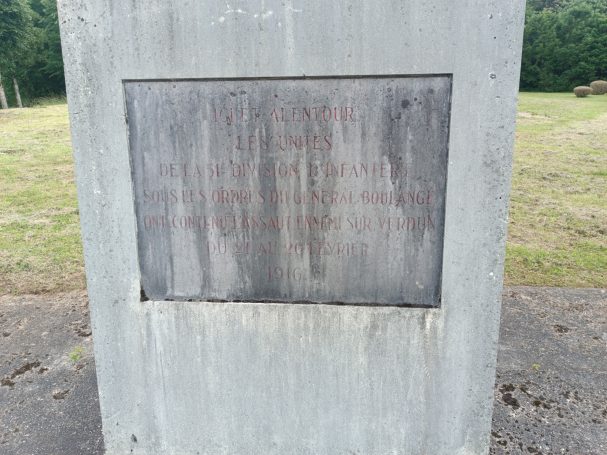 ICI ET ALENTOUR
LES UNITES
DE LA 51E DIVISION D'INFANTERIE
SOUS LES ORDRES DU GENERAL BOULANGE
ONT CONTENU L'ASSAUT ENNEMI SUR VERDUN
DU 21 AU 26 FEVRIER
1916